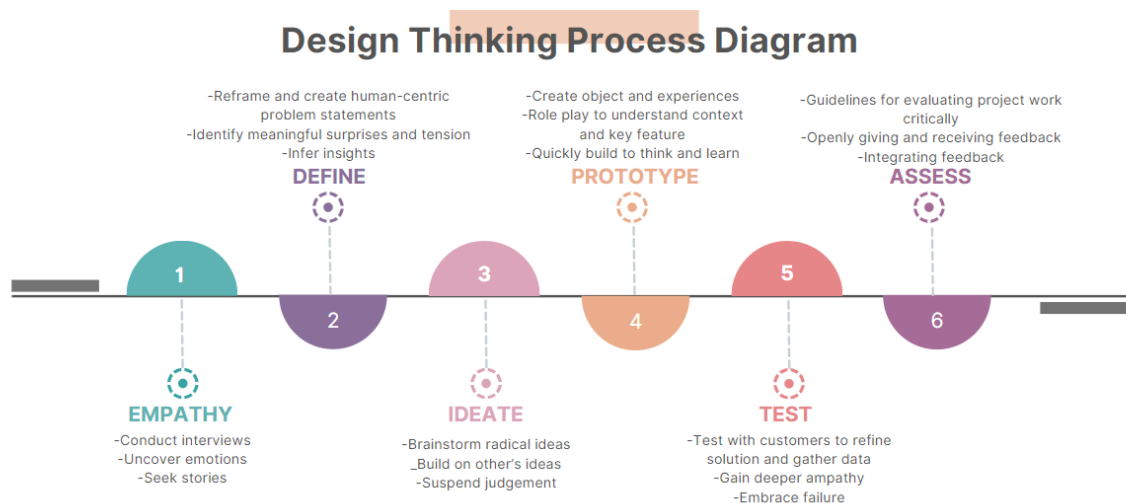 Design Thinking Process Diagram
-Reframe and create human-centric
problem statements
-Identify meaningful surprises and tension
-Infer insights
DEFINE
-Create object and experiences
-Role play to understand context
and key feature
-Quickly build to think and learn
PROTOTYPE
-Guidelines for evaluating project work
critically
-Openly giving and receiving feedback
-Integrating feedback
ASSESS
1
2
3
4
5
6
EMPATHY
-Conduct interviews
-Uncover emotions
-Seek stories
IDEATE
-Brainstorm radical ideas
_Build on other's ideas
-Suspend judgement
TEST
-Test with customers to refine
solution and gather data
-Gain deeper ampathy
-Embrace failure